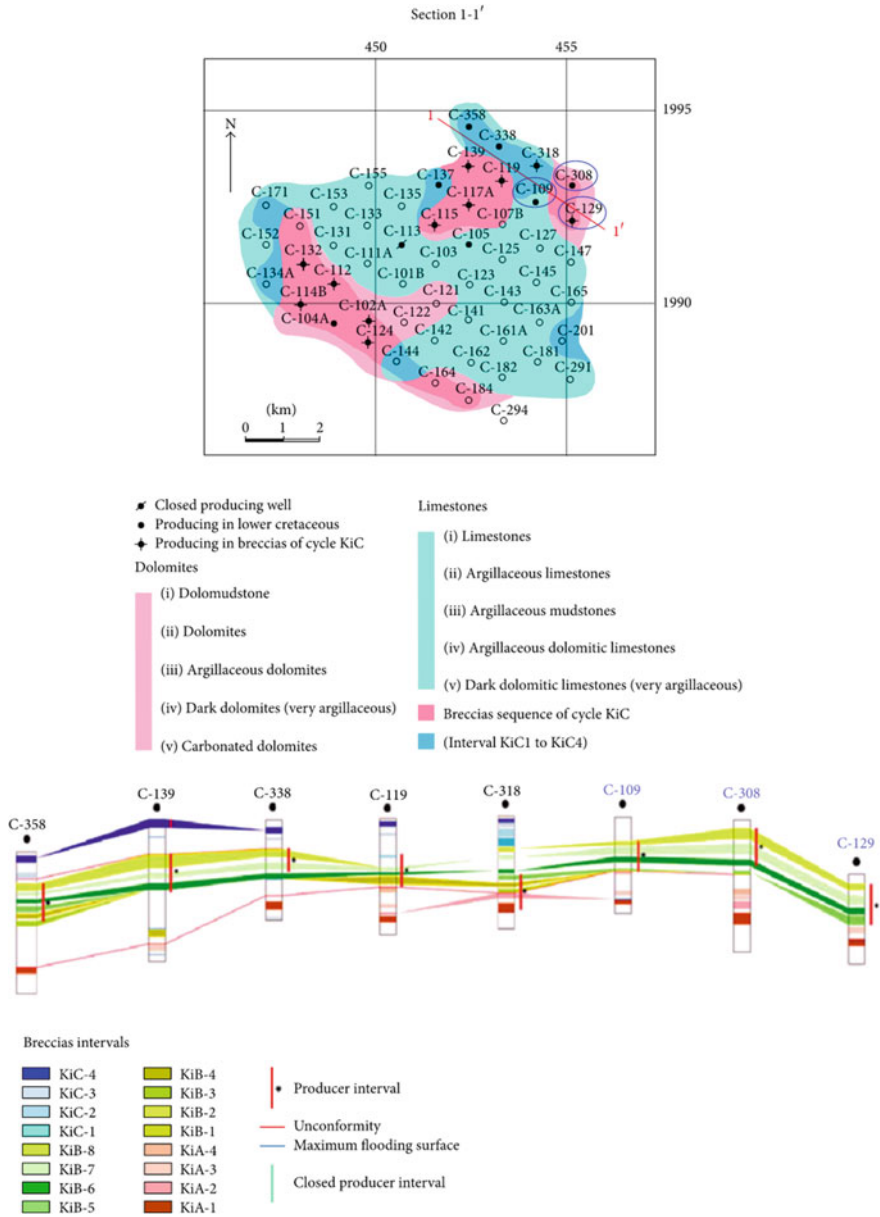 Section 1-1′
450 455
1995
1990
N
1
1′
C-358
C-338
C-139
C-318
C-119
C-308
C-155
C-137
C-109
C-171
C-153
C-135
C-117A
C-129
C-151
C-133
C-115
C-107B
C-152
C-131
C-113
C-105
C-127
C-132
C-111A
C-103
C-125
C-147
C-134A
C-112
C-101B
C-123
C-145
C-114B
C-121
C-143
C-165
C-102A
C-104A
C-122
C-141
C-163A
C-124
C-142
C-161A
C-201
C-144
C-162
C-181
C-164
C-182
C-291
C-184
C-294
(km)
0 1 2
Closed producing well
Producing in lower cretaceous
Producing in breccias of cycle KiC
Dolomites
(i) Dolomudstone
(ii) Dolomites
(iii) Argillaceous dolomites
(iv) Dark dolomites (very argillaceous)
(v) Carbonated dolomites
Limestones
(i) Limestones
(ii) Argillaceous limestones
(iii) Argillaceous mudstones
(iv) Argillaceous dolomitic limestones
(v) Dark dolomitic limestones (very argillaceous)
Breccias sequence of cycle KiC
(Interval KiC1 to KiC4)
C-358
C-139
C-338
C-119
C-318
C-109
C-308
C-129
Breccias intervals
KiC-4
KiC-3
KiC-2
KiC-1
KiB-8
KiB-7
KiB-6
KiB-5
KiB-4
KiB-3
KiB-2
KiB-1
KiA-4
KiA-3
KiA-2
KiA-1
Producer interval
Unconformity
Maximum flooding surface
Closed producer interval